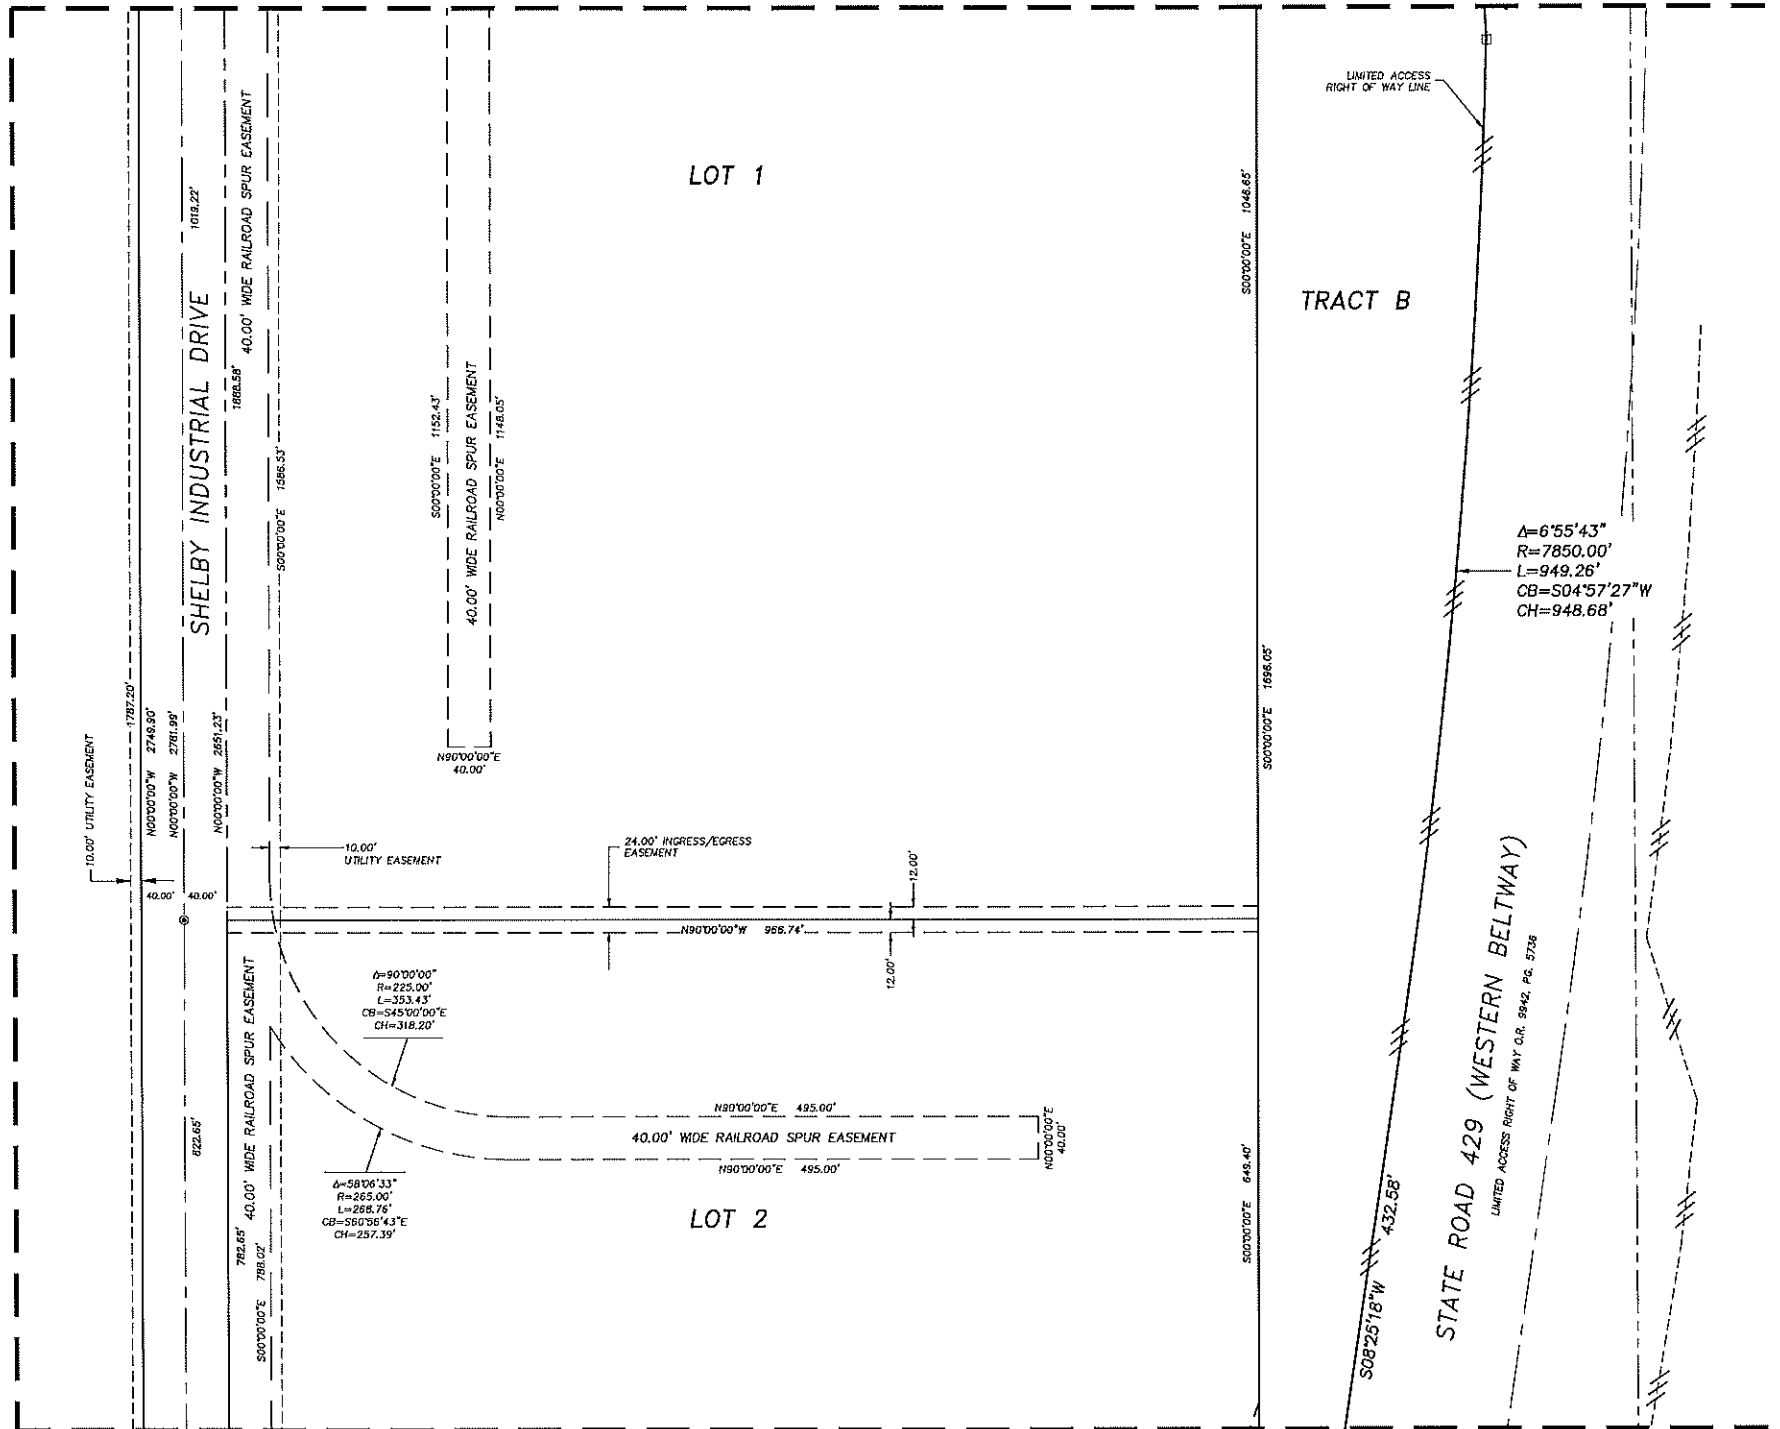 LIMITED ACCESS
RIGHT OF WAY LINE
LOT 1
TRACT B
SHELBY INDUSTRIAL DRIVE
1019.22'
40.00' WIDE RAILROAD SPUR EASEMENT
1888.58'
S00°00'00"E 1586.53'
S00°00'00"E 1152.43'
40.00' WIDE RAILROAD SPUR EASEMENT
N00°00'00"E 1148.05'
N90°00'00"E
40.00'
S00°00'00"E 1046.65'
S00°00'00"E 1696.05'
Δ=6°55'43"
R=7850.00'
L=949.26'
CB=S04°57'27"W
CH=948.68'
10.00' UTILITY EASEMENT
1787.20'
N00°00'00"W 2749.90'
N00°00'00"W 2781.99'
N00°00'00"W 2651.23'
40.00' 40.00'
10.00'
UTILITY EASEMENT
24.00' INGRESS/EGRESS
EASEMENT
12.00'
N90°00'00"W 966.74'
12.00'
Δ=90°00'00"
R=225.00'
L=353.43'
CB=S45°00'00"E
CH=318.20'
40.00' WIDE RAILROAD SPUR EASEMENT
822.65'
782.65'
S00°00'00"E 788.02'
N90°00'00"E 495.00'
40.00' WIDE RAILROAD SPUR EASEMENT
N90°00'00"E 495.00'
N00°00'00"E
40.00'
Δ=58°06'33"
R=265.00'
L=268.76'
CB=S60°56'43"E
CH=257.39'
LOT 2
S00°00'00"E 649.40'
S08°25'18"W 432.58'
STATE ROAD 429 (WESTERN BELTWAY)
LIMITED ACCESS RIGHT OF WAY O.R. 9942, PG. 5736